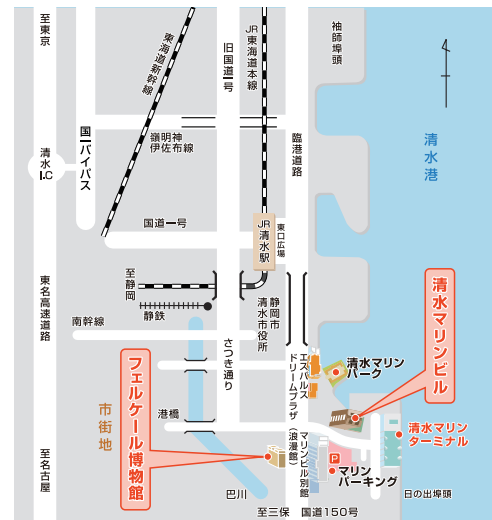 至東京
東海道新幹線
旧国道一号
JR東海道本線
袖師埠頭
国一バイパス
清水I.C
嶺明神
伊佐布線
臨港道路
清水港
国道一号
JR清水駅
東口広場
至静岡
静鉄
東名高速道路
南幹線
さつき通り
静岡市
清水市役所
エスパルス
ドリームプラザ
清水マリン
パーク
清水マリンビル
フェルケール博物館
市街地
港橋
(浪漫館)
マリンビル別館
P
マリン
パーキング
清水マリン
ターミナル
至名古屋
巴川
日の出埠頭
至三保
国道150号